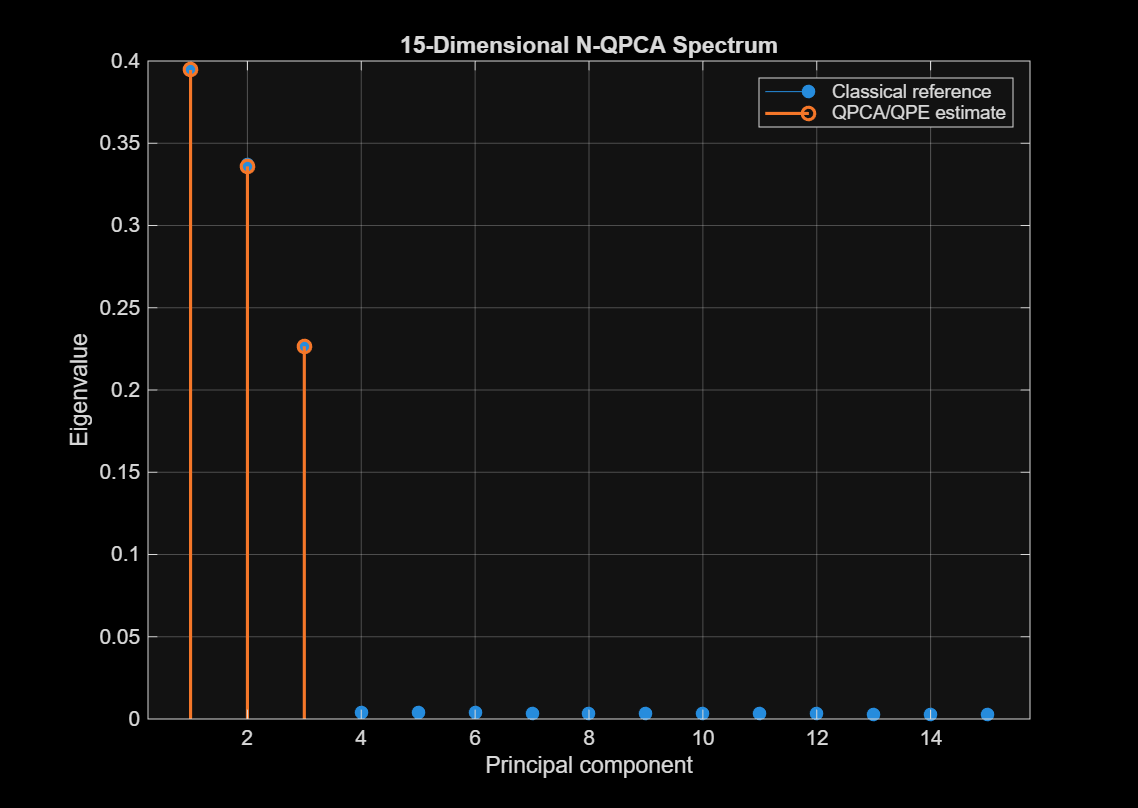 15-Dimensional N-QPCA Spectrum
0.4
Classical reference
QPCA/QPE estimate
0.35
0.3
0.25
0.2
0.15
0.1
0.05
0
Eigenvalue
2 4 6 8 10 12 14
Principal component